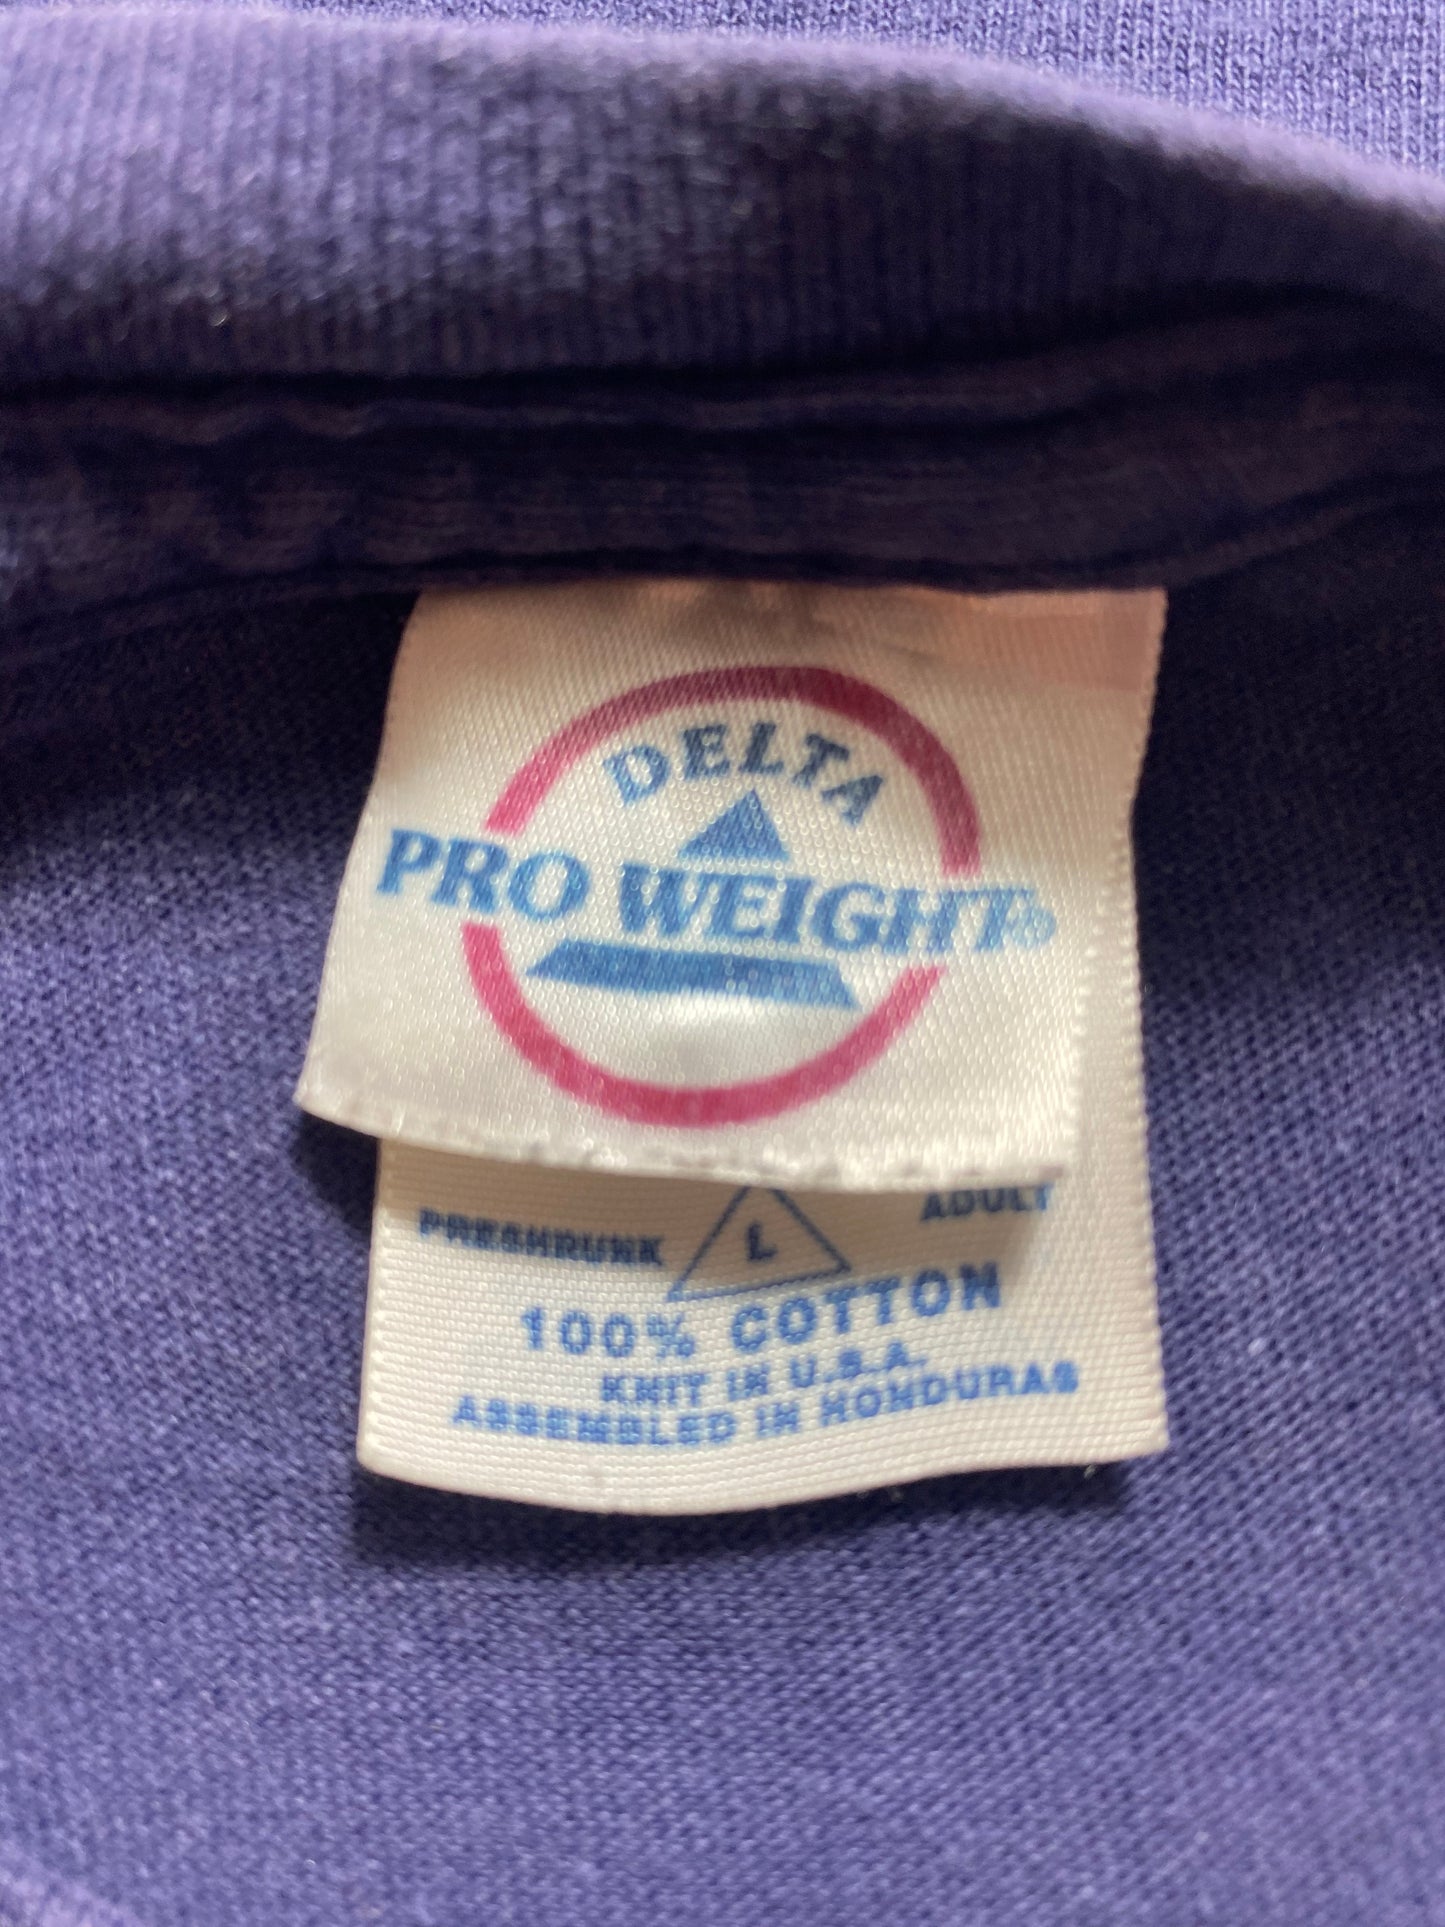 DELTA
PRO WEIGHT®
PRESHRUNK L ADULT
100% COTTON
KNIT IN U.S.A.
ASSEMBLED IN HONDURAS